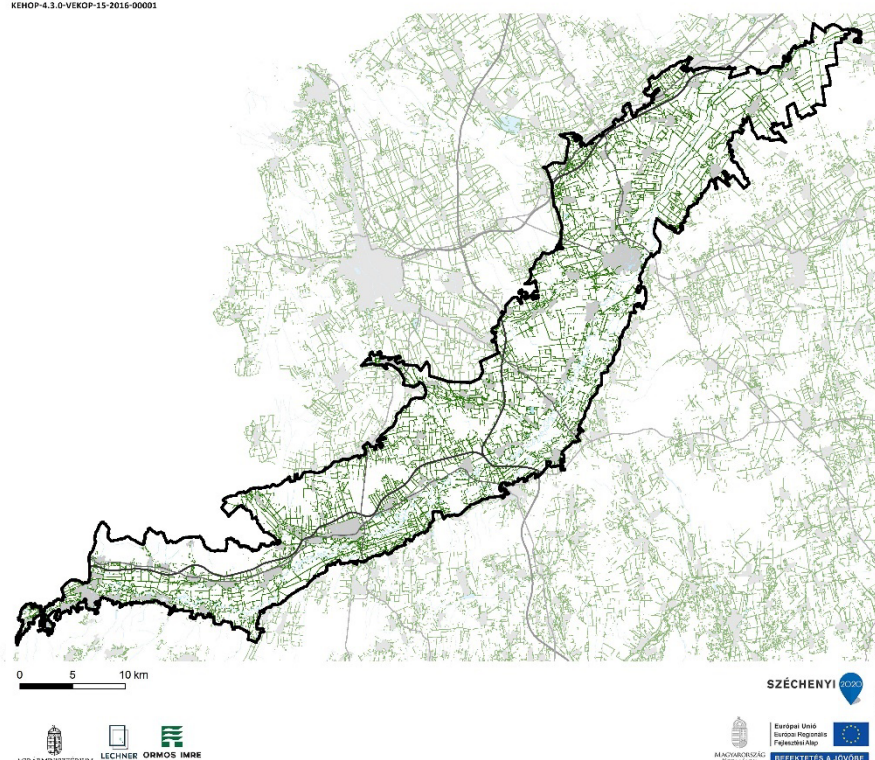 KEHOP-4.3.0-VEKOP-15-2016-00001
0 5 10 km
SZÉCHENYI 2020
LECHNER
ORMOS IMRE
Európai Unió
Európai Regionális
Fejlesztési Alap
MAGYARORSZÁG
BEFEKTETÉS A JÖVŐBE